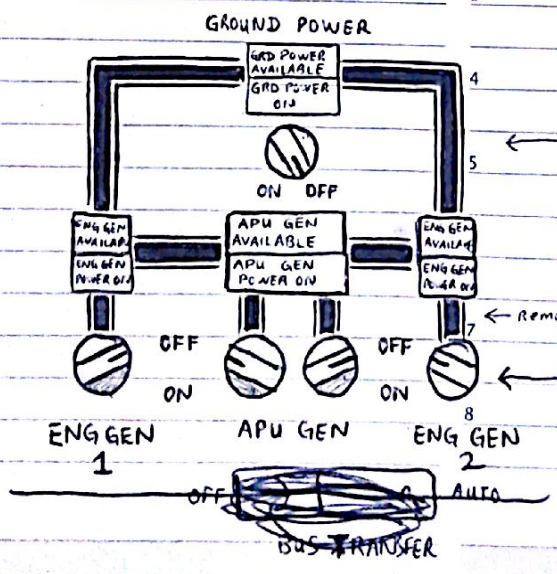 GROUND POWER
GRD POWER
AVAILABLE
GRD POWER
ON
4
5
ON OFF
ENG GEN
AVAILABLE
ENG GEN
POWER ON
APU GEN
AVAILABLE
APU GEN
POWER ON
ENG GEN
AVAILABLE
ENG GEN
POWER ON
7
OFF
ON
OFF
ON
8
ENG GEN
1
APU GEN
ENG GEN
2
OFF
AUTO
BUS TRANSFER